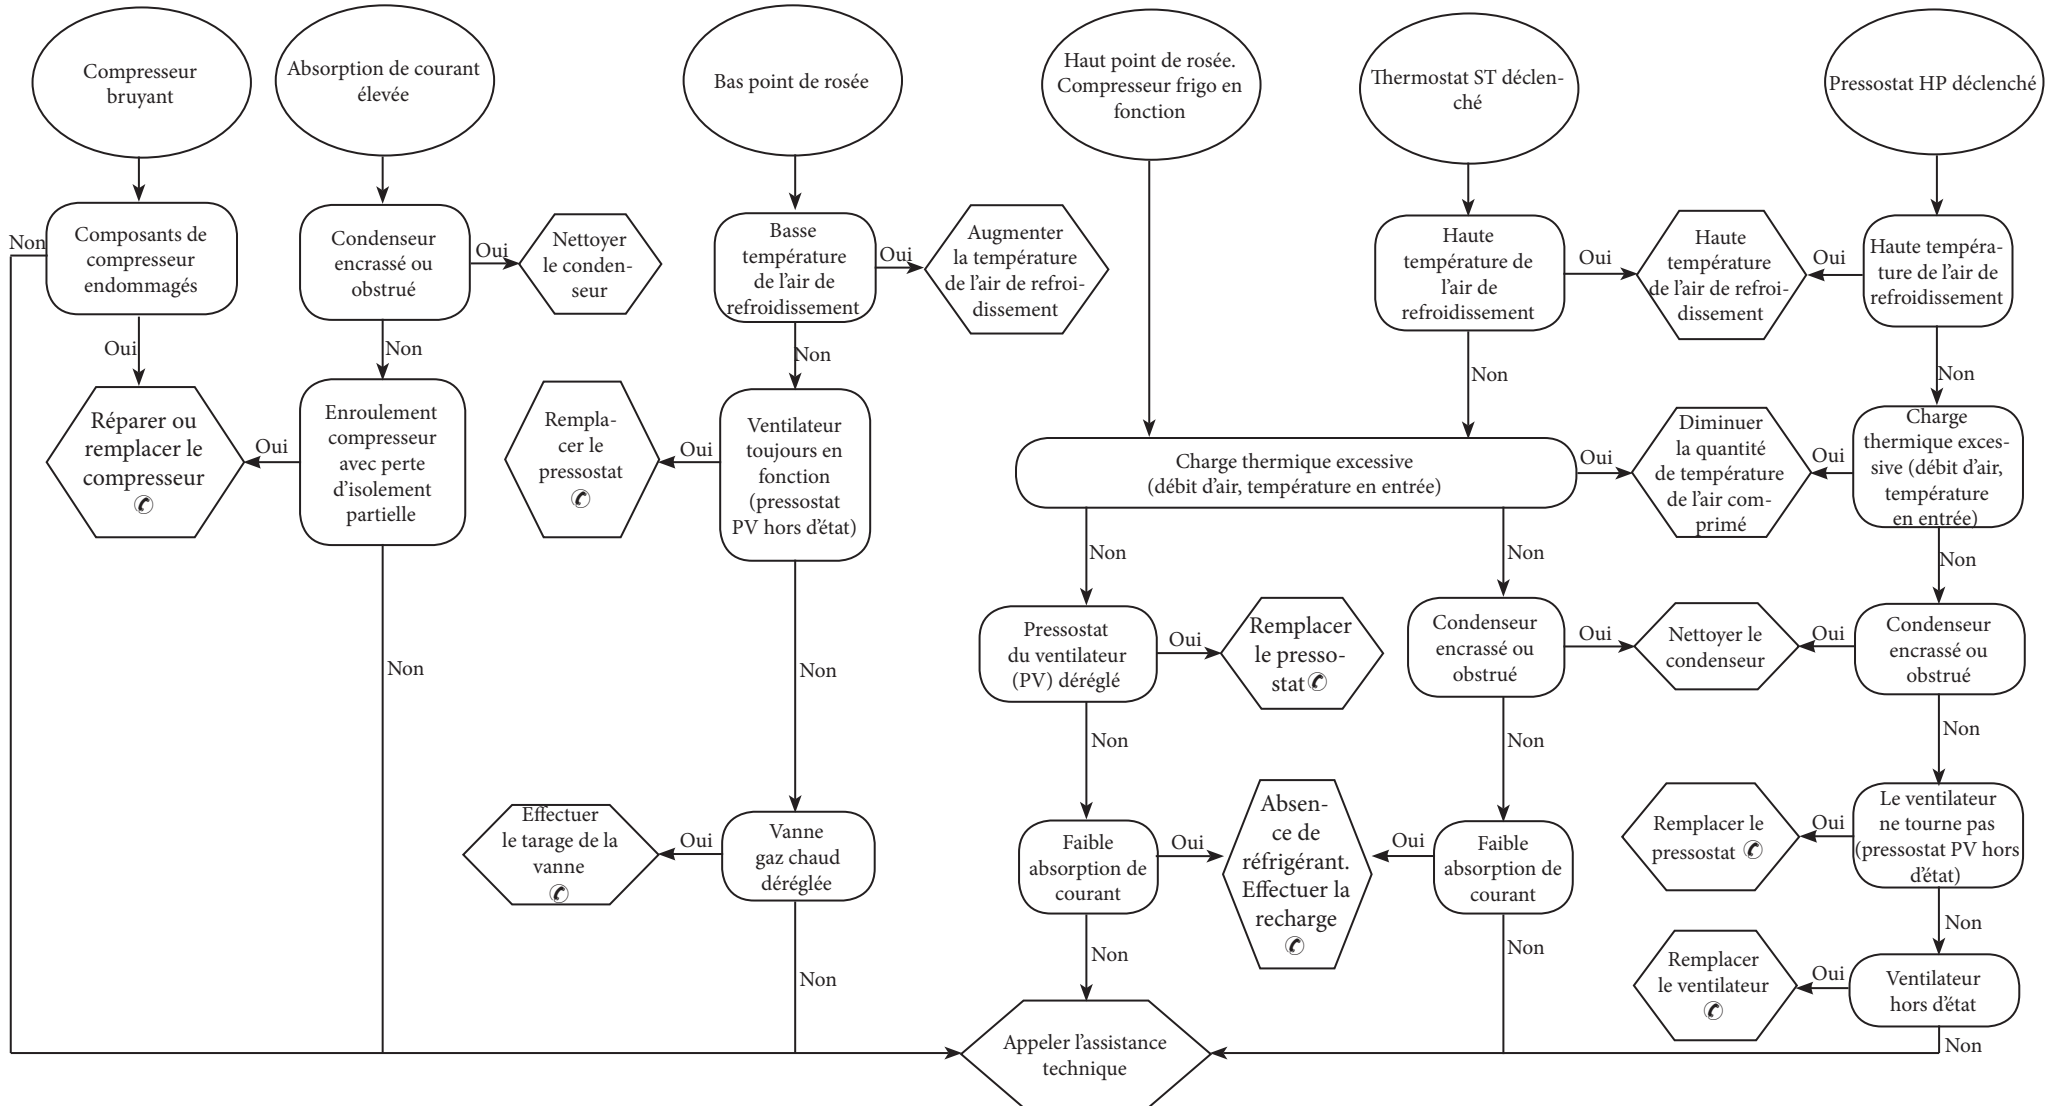 Compresseur
bruyant
Absorption de courant
élevée
Bas point de rosée
Haut point de rosée.
Compresseur frigo en
fonction
Thermostat ST déclen-
ché
Pressostat HP déclenché
Non
Composants de
compresseur
endommagés
Condenseur
encrassé ou
obstrué
Oui
Nettoyer
le conden-
seur
Basse
température
de l’air de
refroidissement
Oui
Augmenter
la température
de l’air de refroi-
dissement
Haute
température de
l’air de
refroidissement
Oui
Haute
température
de l’air de refroi-
dissement
Oui
Haute tempéra-
ture de l’air de
refroidissement
Oui
Non
Non
Non
Non
Réparer ou
remplacer le
compresseur
✆
Oui
Enroulement
compresseur
avec perte
d’isolement
partielle
Rempla-
cer le
pressostat
✆
Oui
Ventilateur
toujours en
fonction
(pressostat
PV hors d’état)
Charge thermique excessive
(débit d’air, température en entrée)
Oui
Diminuer
la quantité
de température
de l’air com-
primé
Oui
Charge
thermique exces-
sive (débit d’air,
température
en entrée)
Non
Non
Non
Non
Non
Pressostat
du ventilateur
(PV) déréglé
Oui
Remplacer
le presso-
stat ✆
Condenseur
encrassé ou
obstrué
Oui
Nettoyer le
condenseur
Oui
Condenseur
encrassé ou
obstrué
Non
Non
Non
Effectuer
le tarage de la
vanne
✆
Oui
Vanne
gaz chaud
déréglée
Faible
absorption de
courant
Oui
Absen-
ce de
réfrigérant.
Effectuer la
recharge
✆
Oui
Faible
absorption de
courant
Remplacer le
pressostat ✆
Oui
Le ventilateur
ne tourne pas
(pressostat PV hors
d’état)
Non
Non
Non
Non
Remplacer
le ventilateur
✆
Oui
Ventilateur
hors d’état
Appeler l’assistance
technique
Non